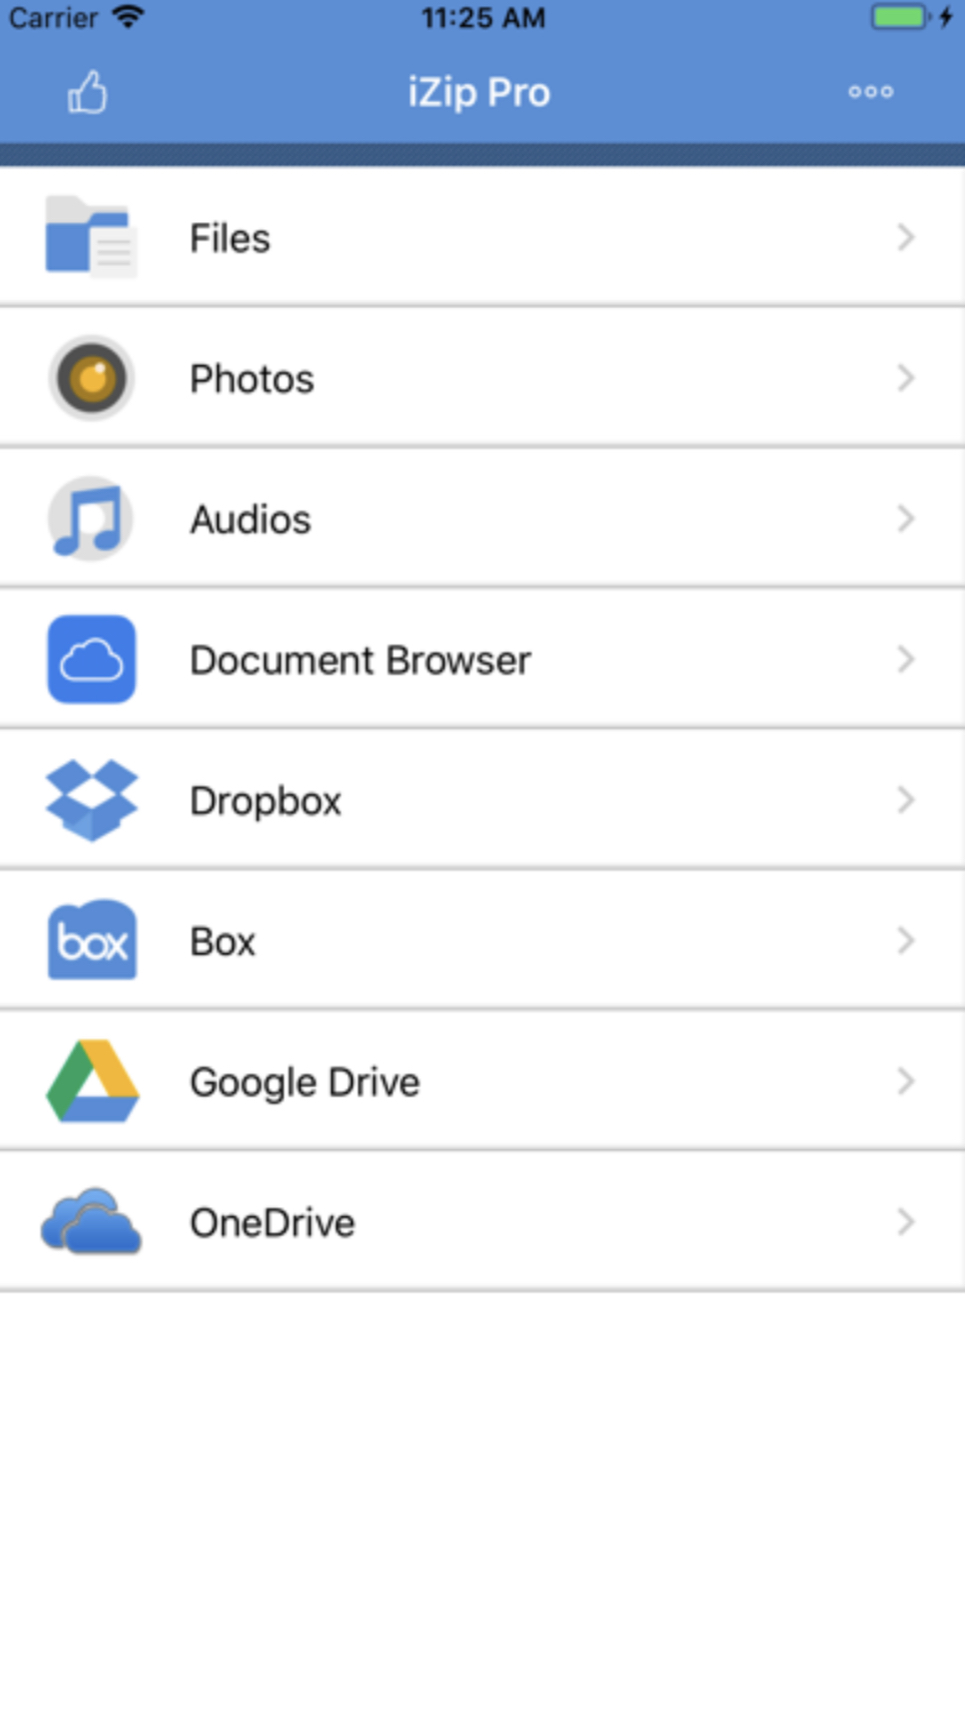 Carrier 11:25 AM
iZip Pro
Files
Photos
Audios
Document Browser
Dropbox
box Box
Google Drive
OneDrive